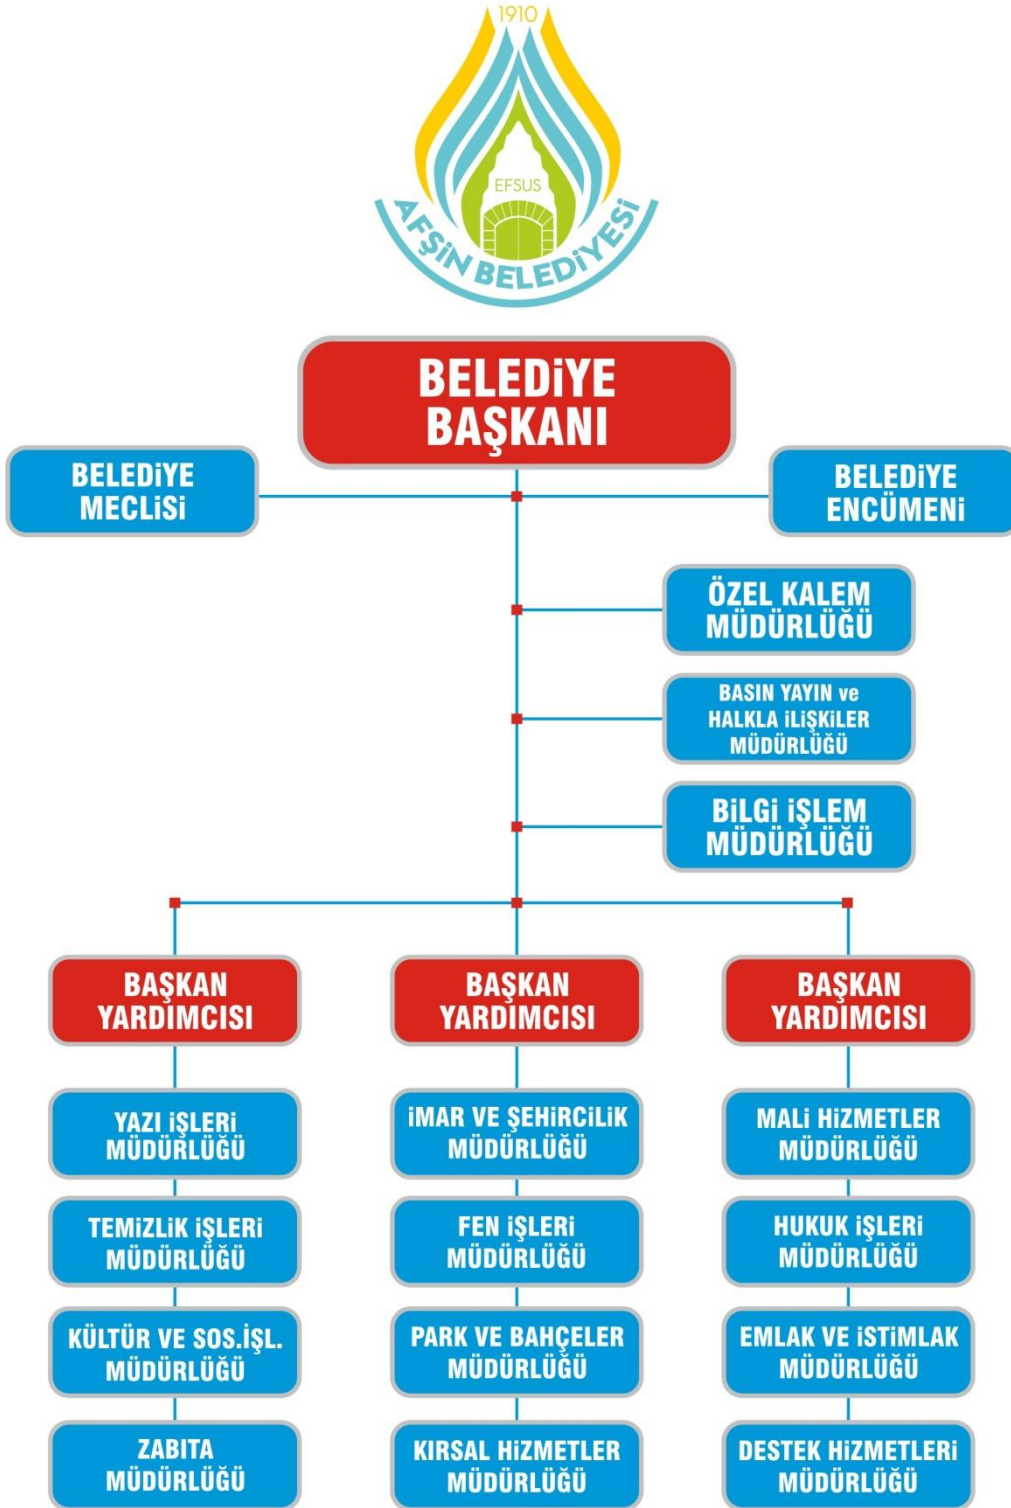 1910
EFSUS
AFŞİN BELEDİYESİ
BELEDİYE
BAŞKANI
BELEDİYE
MECLİSİ
BELEDİYE
ENCÜMENİ
ÖZEL KALEM
MÜDÜRLÜĞÜ
BASIN YAYIN ve
HALKLA İLİŞKİLER
MÜDÜRLÜĞÜ
BİLGİ İŞLEM
MÜDÜRLÜĞÜ
BAŞKAN
YARDIMCISI
BAŞKAN
YARDIMCISI
BAŞKAN
YARDIMCISI
YAZI İŞLERİ
MÜDÜRLÜĞÜ
İMAR VE ŞEHİRCİLİK
MÜDÜRLÜĞÜ
MALİ HİZMETLER
MÜDÜRLÜĞÜ
TEMİZLİK İŞLERİ
MÜDÜRLÜĞÜ
FEN İŞLERİ
MÜDÜRLÜĞÜ
HUKUK İŞLERİ
MÜDÜRLÜĞÜ
KÜLTÜR VE SOS.İŞL.
MÜDÜRLÜĞÜ
PARK VE BAHÇELER
MÜDÜRLÜĞÜ
EMLAK VE İSTİMLAK
MÜDÜRLÜĞÜ
ZABITA
MÜDÜRLÜĞÜ
KIRSAL HİZMETLER
MÜDÜRLÜĞÜ
DESTEK HİZMETLERİ
MÜDÜRLÜĞÜ